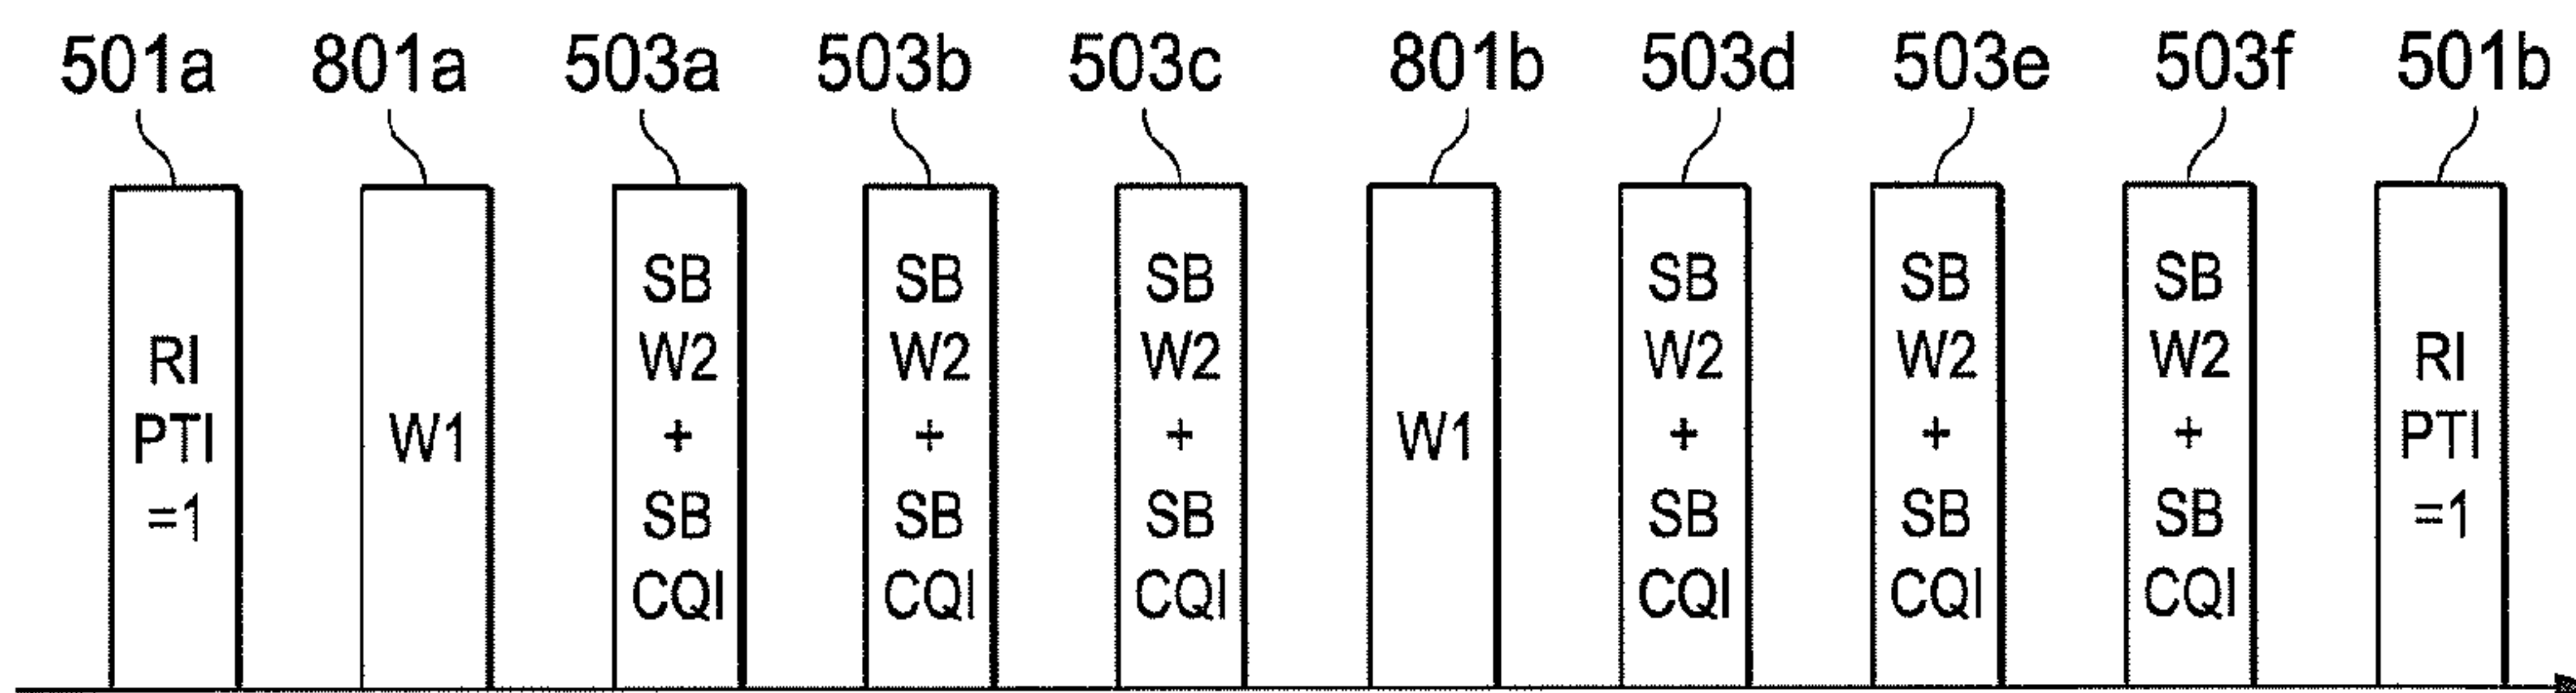 501a 801a 503a 503b 503c 801b 503d 503e 503f 501b
RI
PTI
=1
W1
SB
W2
+
SB
CQI
SB
W2
+
SB
CQI
SB
W2
+
SB
CQI
W1
SB
W2
+
SB
CQI
SB
W2
+
SB
CQI
SB
W2
+
SB
CQI
RI
PTI
=1